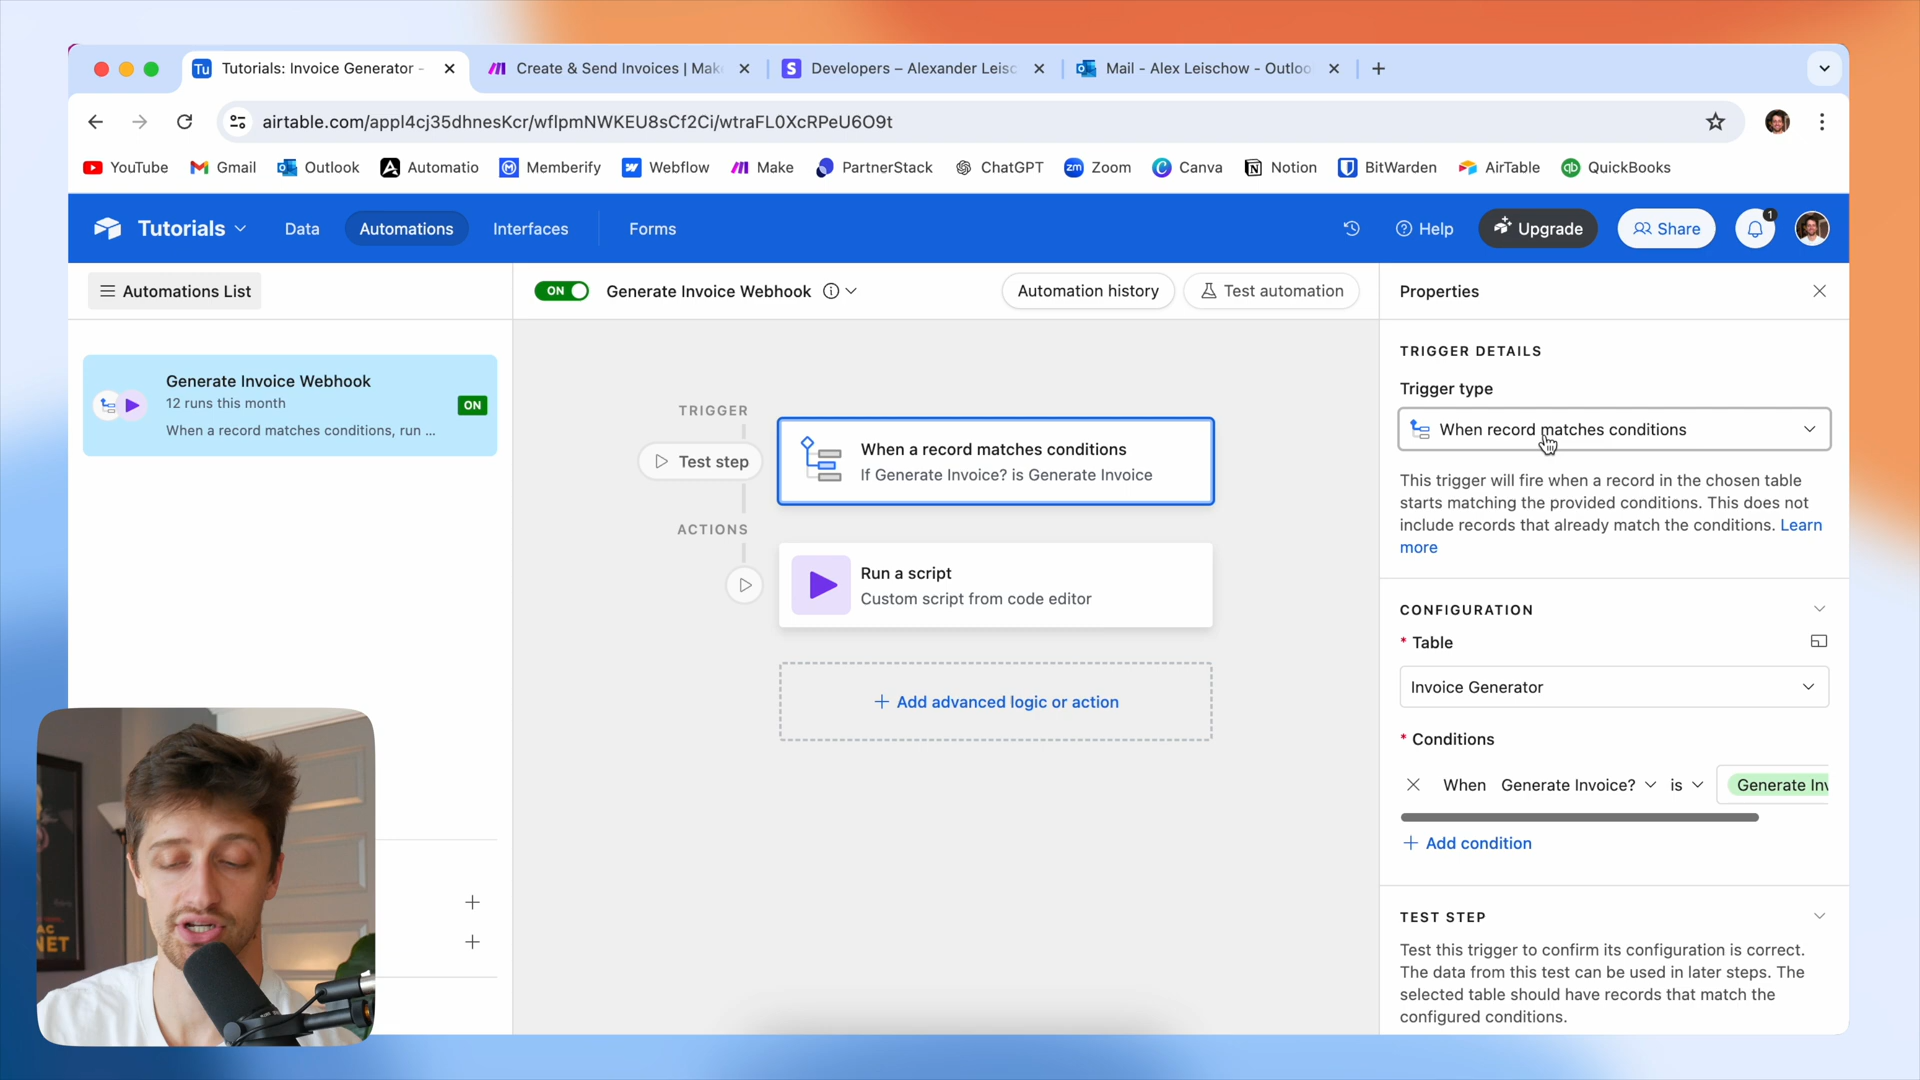 Tu Tutorials: Invoice Generator -
Create & Send Invoices | Mak
S Developers – Alexander Leisc
Mail - Alex Leischow - Outloo
airtable.com/appl4cj35dhnesKcr/wflpmNWKEU8sCf2Ci/wtraFL0XcRPeU6O9t
YouTube Gmail Outlook Automatio Memberify Webflow Make PartnerStack ChatGPT zm Zoom Canva Notion BitWarden AirTable qb QuickBooks
Tutorials Data Automations Interfaces Forms Help Upgrade Share 1
Automations List
ON Generate Invoice Webhook
Automation history Test automation
Properties
Generate Invoice Webhook
12 runs this month
When a record matches conditions, run ...
ON
TRIGGER
Test step
When a record matches conditions
If Generate Invoice? is Generate Invoice
ACTIONS
Run a script
Custom script from code editor
+ Add advanced logic or action
TRIGGER DETAILS
Trigger type
When record matches conditions
This trigger will fire when a record in the chosen table
starts matching the provided conditions. This does not
include records that already match the conditions. Learn
more
CONFIGURATION
* Table
Invoice Generator
* Conditions
When Generate Invoice? is Generate Inv
+ Add condition
TEST STEP
Test this trigger to confirm its configuration is correct.
The data from this test can be used in later steps. The
selected table should have records that match the
configured conditions.
AC
NET